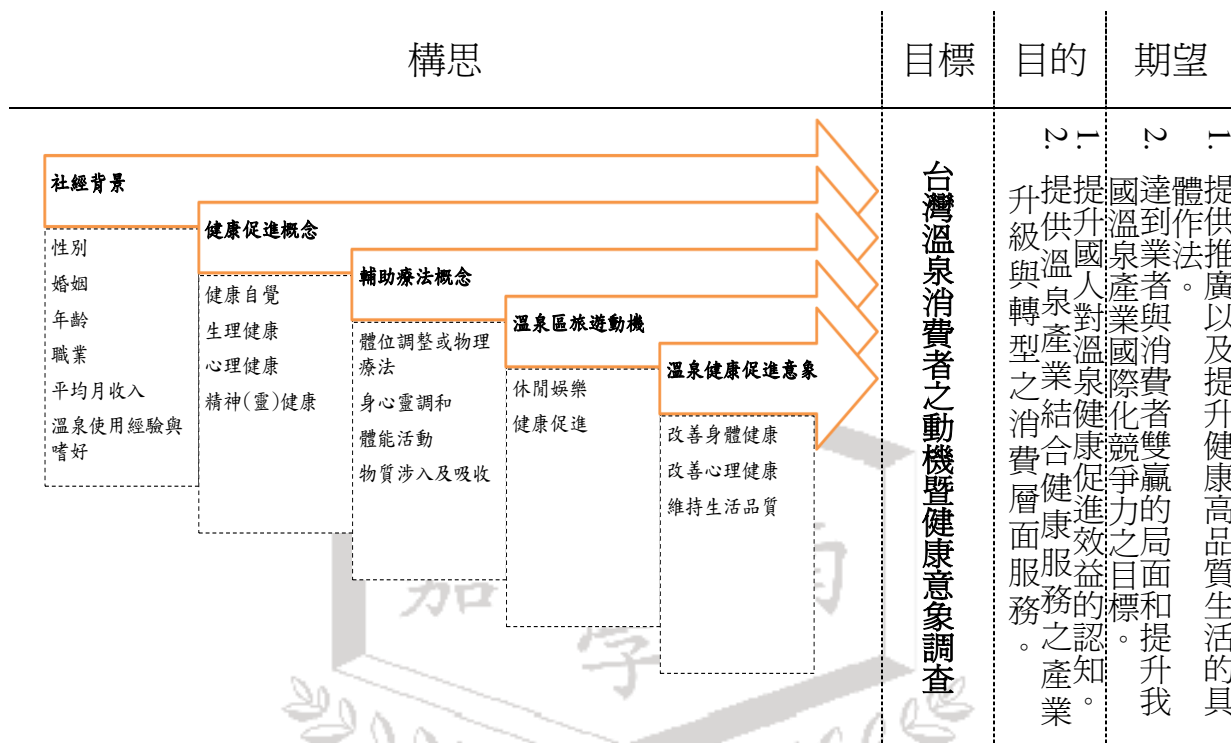 構思
目標
目的
期望
社經背景
性別
婚姻
年齡
職業
平均月收入
溫泉使用經驗與
嗜好
健康促進概念
健康自覺
生理健康
心理健康
精神(靈)健康
輔助療法概念
體位調整或物理
療法
身心靈調和
體能活動
物質涉入及吸收
溫泉區旅遊動機
休閒娛樂
健康促進
溫泉健康促進意象
改善身體健康
改善心理健康
維持生活品質
台灣溫泉消費者之動機暨健康意象調查
1. 提升國人對溫泉健康促進效益的認知。
2. 提供溫泉產業結合健康服務之產業
升級與轉型之消費層面服務。
1. 提供推廣以及提升健康高品質生活的具
體作法。
2. 達到業者與消費者雙贏的局面和提升我
國溫泉產業國際化競爭力之目標。
加
學